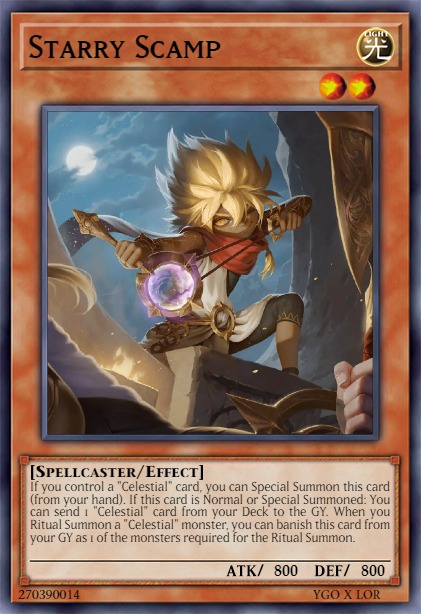 STARRY SCAMP
LIGHT
光
[SPELLCASTER/EFFECT]
If you control a "Celestial" card, you can Special Summon this card
(from your hand). If this card is Normal or Special Summoned: You
can send 1 "Celestial" card from your Deck to the GY. When you
Ritual Summon a "Celestial" monster, you can banish this card from
your GY as 1 of the monsters required for the Ritual Summon.
ATK/ 800 DEF/ 800
270390014 YGO X LOR